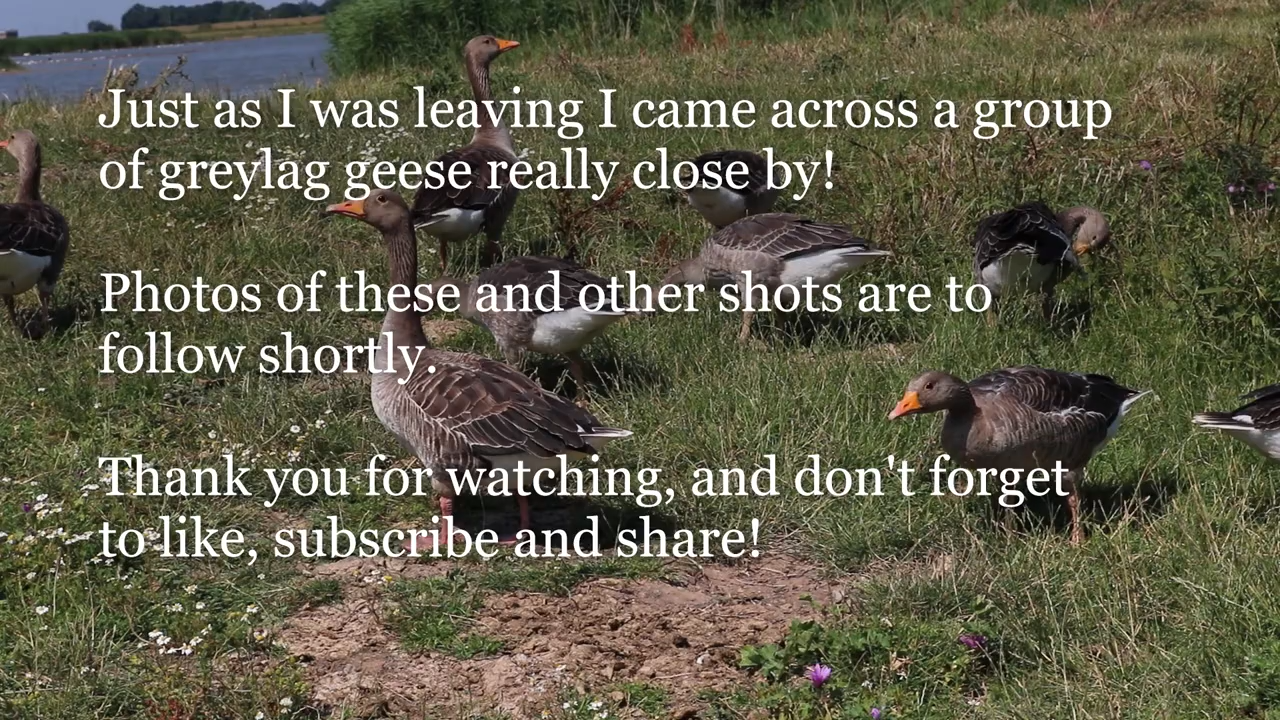 Just as I was leaving I came across a group
of greylag geese really close by!
Photos of these and other shots are to
follow shortly.
Thank you for watching, and don't forget
to like, subscribe and share!